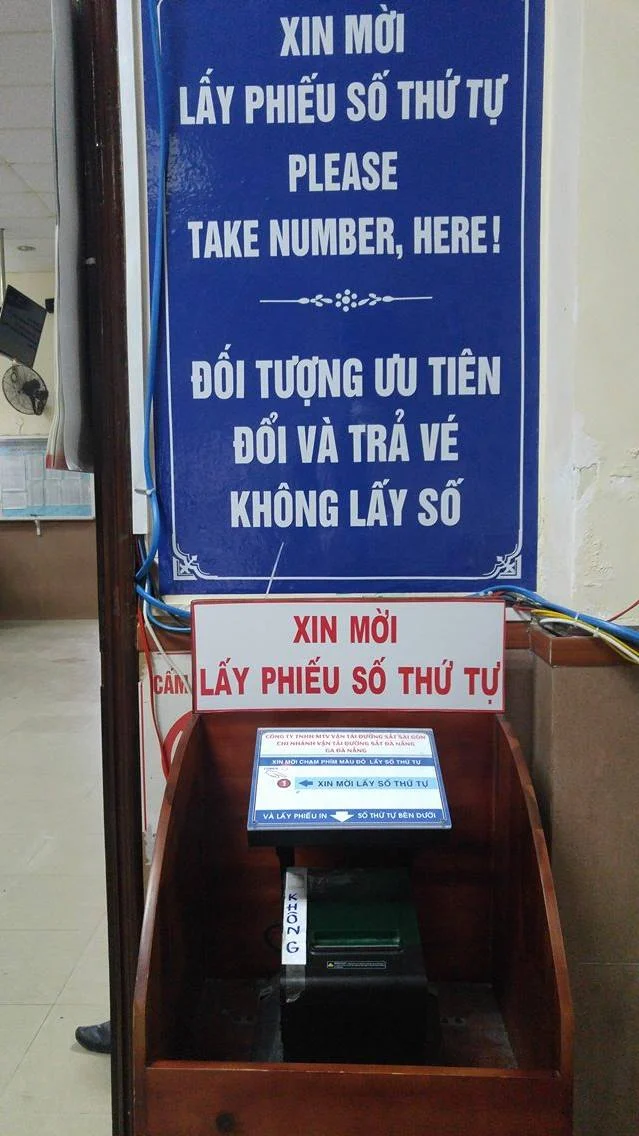 XIN MỜI
LẤY PHIẾU SỐ THỨ TỰ
PLEASE
TAKE NUMBER, HERE!
ĐỐI TƯỢNG ƯU TIÊN
ĐỔI VÀ TRẢ VÉ
KHÔNG LẤY SỐ
XIN MỜI
LẤY PHIẾU SỐ THỨ TỰ
CẤM
CÔNG TY TNHH MTV VẬN TẢI ĐƯỜNG SẮT SÀI GÒN
CHI NHÁNH VẬN TẢI ĐƯỜNG SẮT ĐÀ NẴNG
GA ĐÀ NẴNG
XIN MỜI CHẠM PHÍM MÀU ĐỎ LẤY SỐ THỨ TỰ
1 XIN MỜI LẤY SỐ THỨ TỰ
VÀ LẤY PHIẾU IN SỐ THỨ TỰ BÊN DƯỚI
KHÔNG